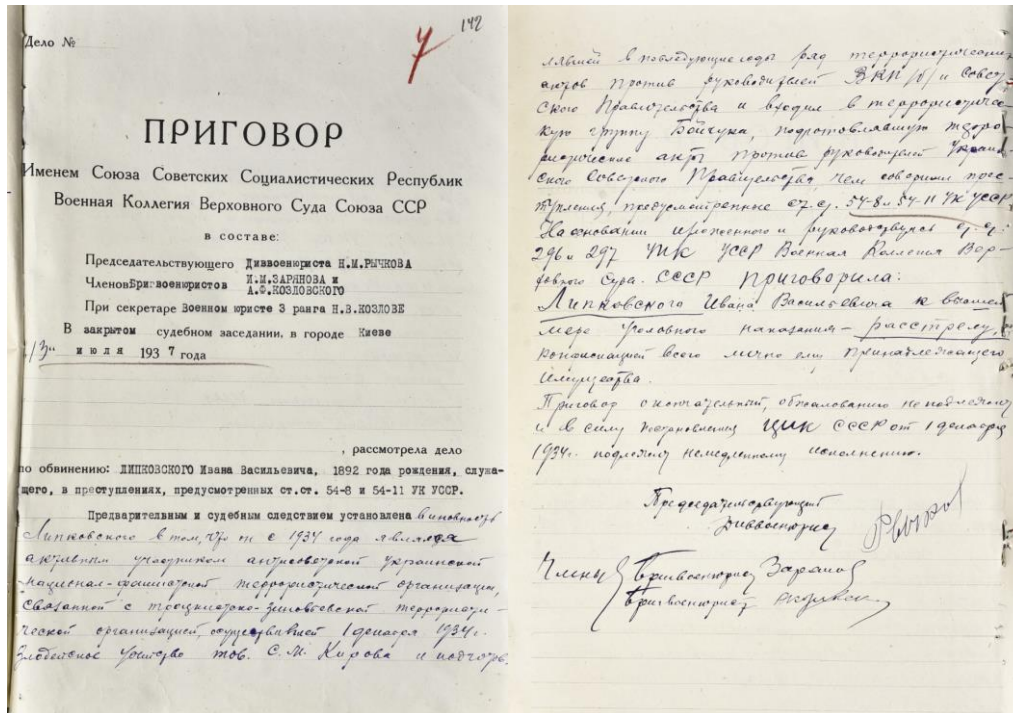 142
7
Дело №
ПРИГОВОР
Именем Союза Советских Социалистических Республик
Военная Коллегия Верховного Суда Союза ССР
в составе:
Председательствующего Диввоенюриста Н.М.РЫЧКОВА
Членов Бригвоенюристов И.М.ЗАРЯНОВА и
А.Ф.КОЗЛОВСКОГО
При секретаре Военном юристе 3 ранга Н.В.КОЗЛОВЕ
В закрытом судебном заседании, в городе Киеве
"13" июля 1937 года
, рассмотрела дело
по обвинению: ЛИПКОВСКОГО Ивана Васильевича, 1892 года рождения, служа-
щего, в преступлениях, предусмотренных ст.ст. 54-8 и 54-11 УК УССР.
Предварительным и судебным следствием установлена виновность
Липковского в том, что он с 1934 года являлся
активным участником антисоветской украинской
национал-фашистской террористической организации,
связанной с троцкистско-зиновьевской террористи-
ческой организацией, осуществившей 1 декабря 1934г.
злодейское убийство тов. С.М. Кирова и подготов-
лявшей в последующие годы ряд террористических
актов против руководителей ВКП/б/ и Совет-
ского Правительства и входил в террористичес-
кую группу Бойчука, подготовлявшую терро-
ристические акты против руководителей Украин-
ского Советского Правительства, чем совершил прес-
тупления, предусмотренные ст.ст. 54-8 и 54-11 УК УССР
На основании изложенного и руководствуясь ст.ст.
296 и 297 УПК УССР Военная Коллегия Вер-
ховного Суда СССР приговорила:
Липковского Ивана Васильевича к высшей
мере уголовного наказания – расстрелу, с
конфискацией всего лично ему принадлежащего
имущества.
Приговор окончательный, обжалованию не подлежит
и в силу постановления ЦИК СССР от 1 декабря
1934г. подлежит немедленному исполнению.
Председательствующий
Диввоенюрист Рычков
Члены Бригвоенюрист Зарянов
Бригвоенюрист